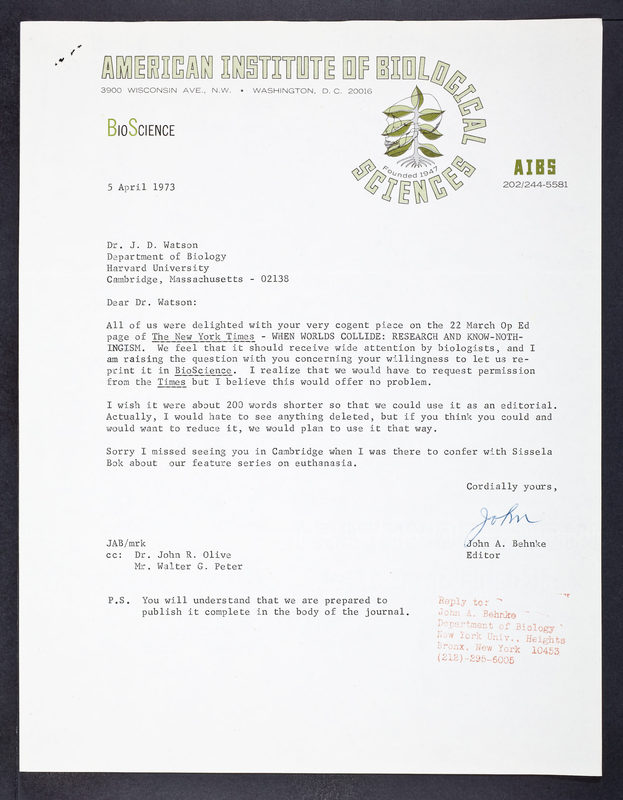 AMERICAN INSTITUTE OF BIOLOGICAL SCIENCES
3900 WISCONSIN AVE., N.W. • WASHINGTON, D. C. 20016
Founded 1947
BIOSCIENCE
AIBS
202/244-5581
5 April 1973
Dr. J. D. Watson
Department of Biology
Harvard University
Cambridge, Massachusetts - 02138
Dear Dr. Watson:
All of us were delighted with your very cogent piece on the 22 March Op Ed
page of The New York Times - WHEN WORLDS COLLIDE: RESEARCH AND KNOW-NOTH-
INGISM. We feel that it should receive wide attention by biologists, and I
am raising the question with you concerning your willingness to let us re-
print it in BioScience. I realize that we would have to request permission
from the Times but I believe this would offer no problem.
I wish it were about 200 words shorter so that we could use it as an editorial.
Actually, I would hate to see anything deleted, but if you think you could and
would want to reduce it, we would plan to use it that way.
Sorry I missed seeing you in Cambridge when I was there to confer with Sissela
Bok about our feature series on euthanasia.
Cordially yours,
John
John A. Behnke
Editor
JAB/mrk
cc: Dr. John R. Olive
Mr. Walter G. Peter
P.S. You will understand that we are prepared to
publish it complete in the body of the journal.
Reply to:
John A. Behnke
Department of Biology
New York Univ., Heights
Bronx, New York 10453
(212)-295-6005